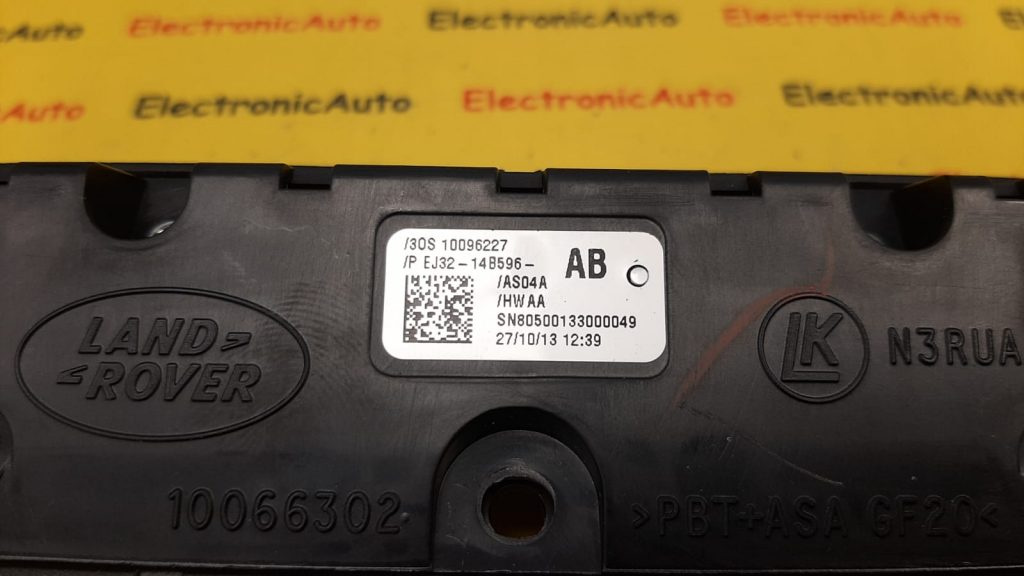 ElectronicAuto ElectronicAuto ElectronicAuto
ElectronicAuto ElectronicAuto ElectronicAuto ElectronicAuto
/3OS 10096227
/P EJ32-14B596- AB
/AS04A
/HWAA
SN80500133000049
27/10/13 12:39
LAND
ROVER
LK
N3RUA
10066302
>PBT+ASA GF20<